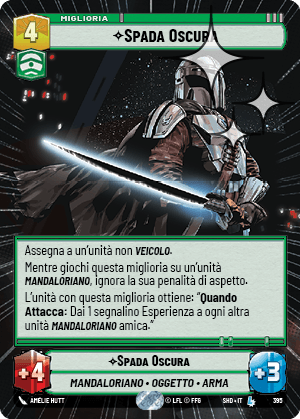 MIGLIORIA
4
✧SPADA OSCURA
Assegna a un'unità non VEICOLO.
Mentre giochi questa miglioria su un'unità
MANDALORIANO, ignora la sua penalità di aspetto.
L'unità con questa miglioria ottiene: "Quando
Attacca: Dai 1 segnalino Esperienza a ogni altra
unità MANDALORIANO amica."
+4
✧SPADA OSCURA
+3
MANDALORIANO • OGGETTO • ARMA
AMÉLIE HUTT
© LFL © FFG
SHD • IT
395